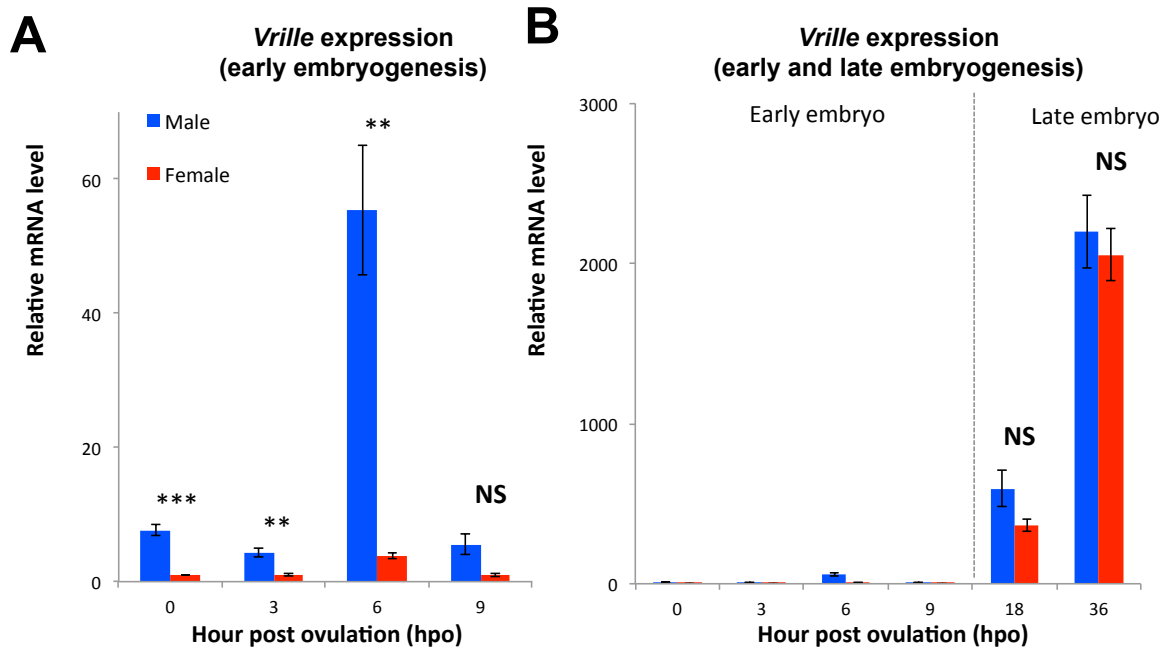 A
Vrille expression
(early embryogenesis)
Relative mRNA level
Male
Female
60
40
20
0
***
**
**
NS
0 3 6 9
Hour post ovulation (hpo)
B
Vrille expression
(early and late embryogenesis)
Relative mRNA level
3000
2000
1000
0
Early embryo
Late embryo
NS
NS
0 3 6 9 18 36
Hour post ovulation (hpo)